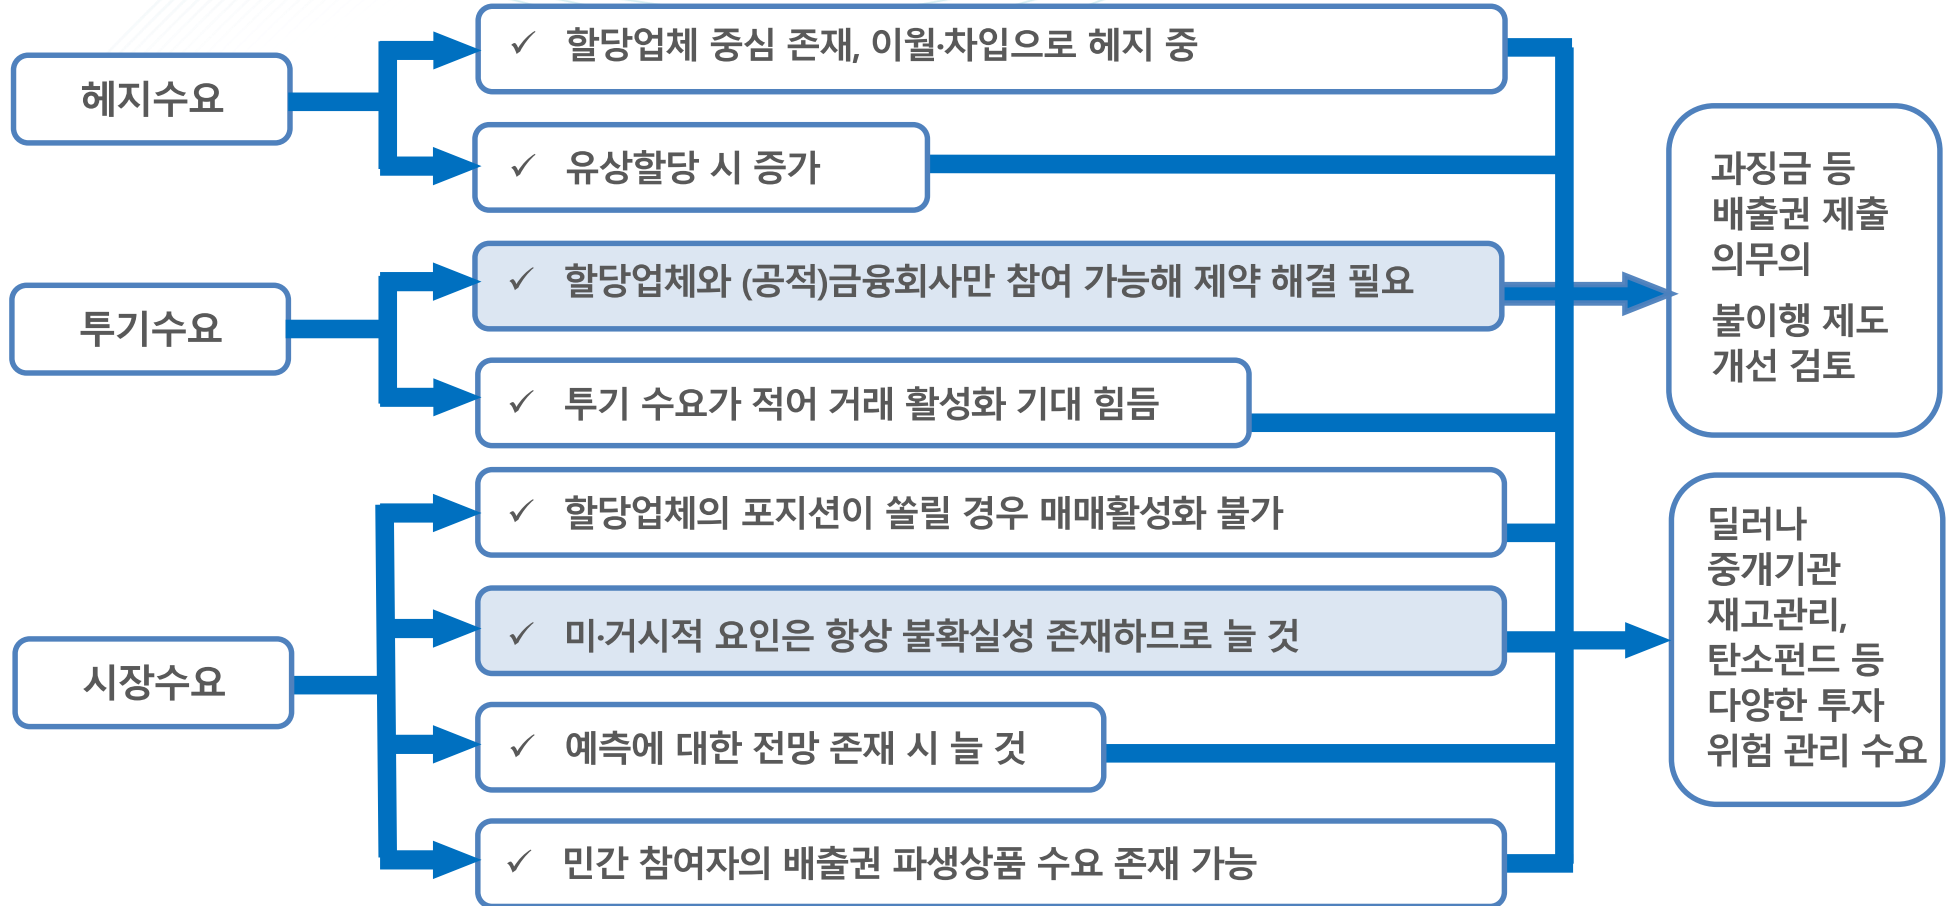 헤지수요
✓ 할당업체 중심 존재, 이월·차입으로 헤지 중
✓ 유상할당 시 증가
투기수요
✓ 할당업체와 (공적)금융회사만 참여 가능해 제약 해결 필요
✓ 투기 수요가 적어 거래 활성화 기대 힘듬
시장수요
✓ 할당업체의 포지션이 쏠릴 경우 매매활성화 불가
✓ 미·거시적 요인은 항상 불확실성 존재하므로 늘 것
✓ 예측에 대한 전망 존재 시 늘 것
✓ 민간 참여자의 배출권 파생상품 수요 존재 가능
과징금 등
배출권 제출
의무의
불이행 제도
개선 검토
딜러나
중개기관
재고관리,
탄소펀드 등
다양한 투자
위험 관리 수요